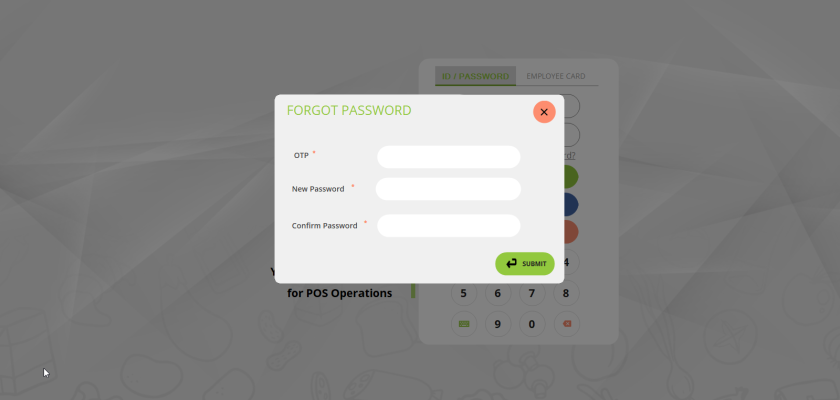 ID / PASSWORD EMPLOYEE CARD
FORGOT PASSWORD
OTP *
New Password *
Confirm Password *
SUBMIT
for POS Operations
4
5 6 7 8
9 0